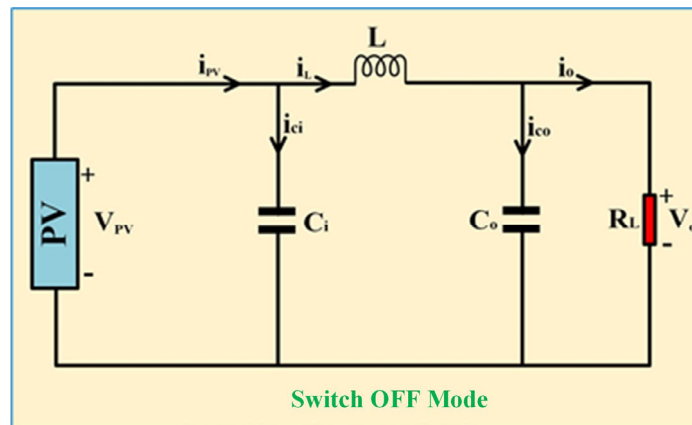 L
iPV
iL
io
ici
ico
PV
+
VPV
-
Ci
Co
RL
+
V
-
Switch OFF Mode